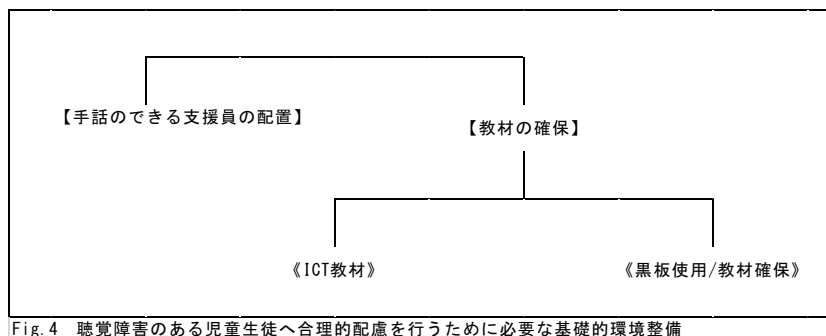 【手話のできる支援員の配置】
【教材の確保】
《ICT教材》
《黒板使用/教材確保》
Fig.4 聴覚障害のある児童生徒へ合理的配慮を行うために必要な基礎的環境整備